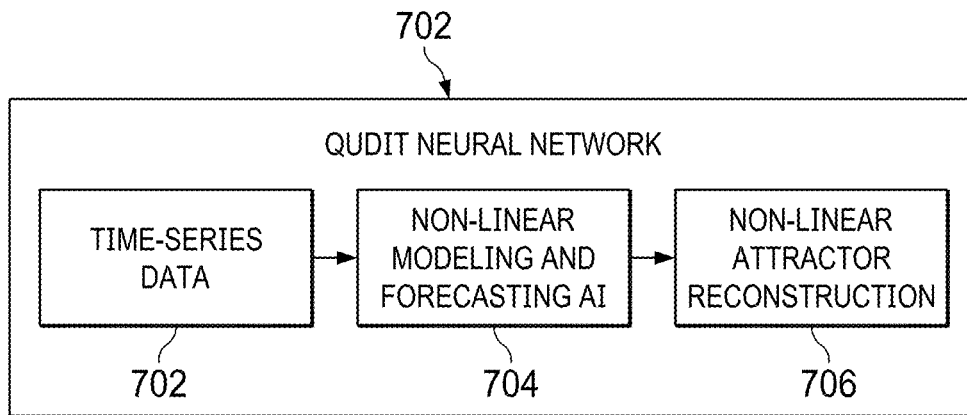 702
QUDIT NEURAL NETWORK
TIME-SERIES
DATA
NON-LINEAR
MODELING AND
FORECASTING AI
NON-LINEAR
ATTRACTOR
RECONSTRUCTION
702
704
706